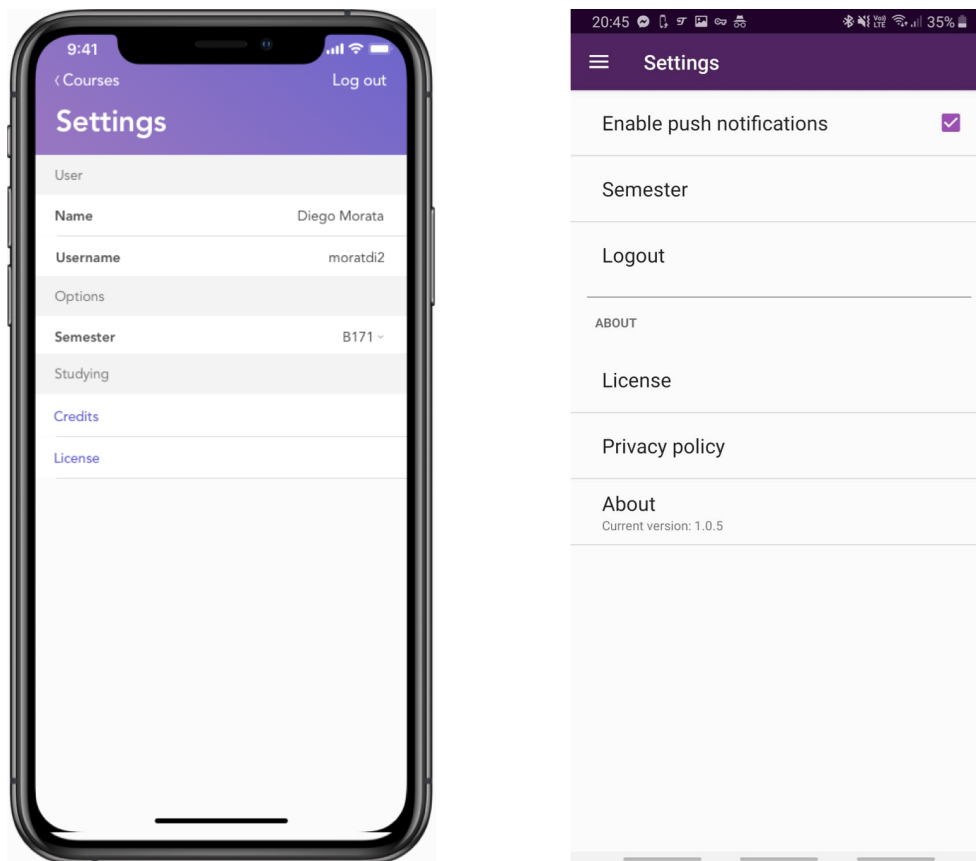 9:41
Courses
Log out
Settings
User
Name Diego Morata
Username moratdi2
Options
Semester B171
Studying
Credits
License
20:45 35%
Settings
Enable push notifications
Semester
Logout
ABOUT
License
Privacy policy
About
Current version: 1.0.5